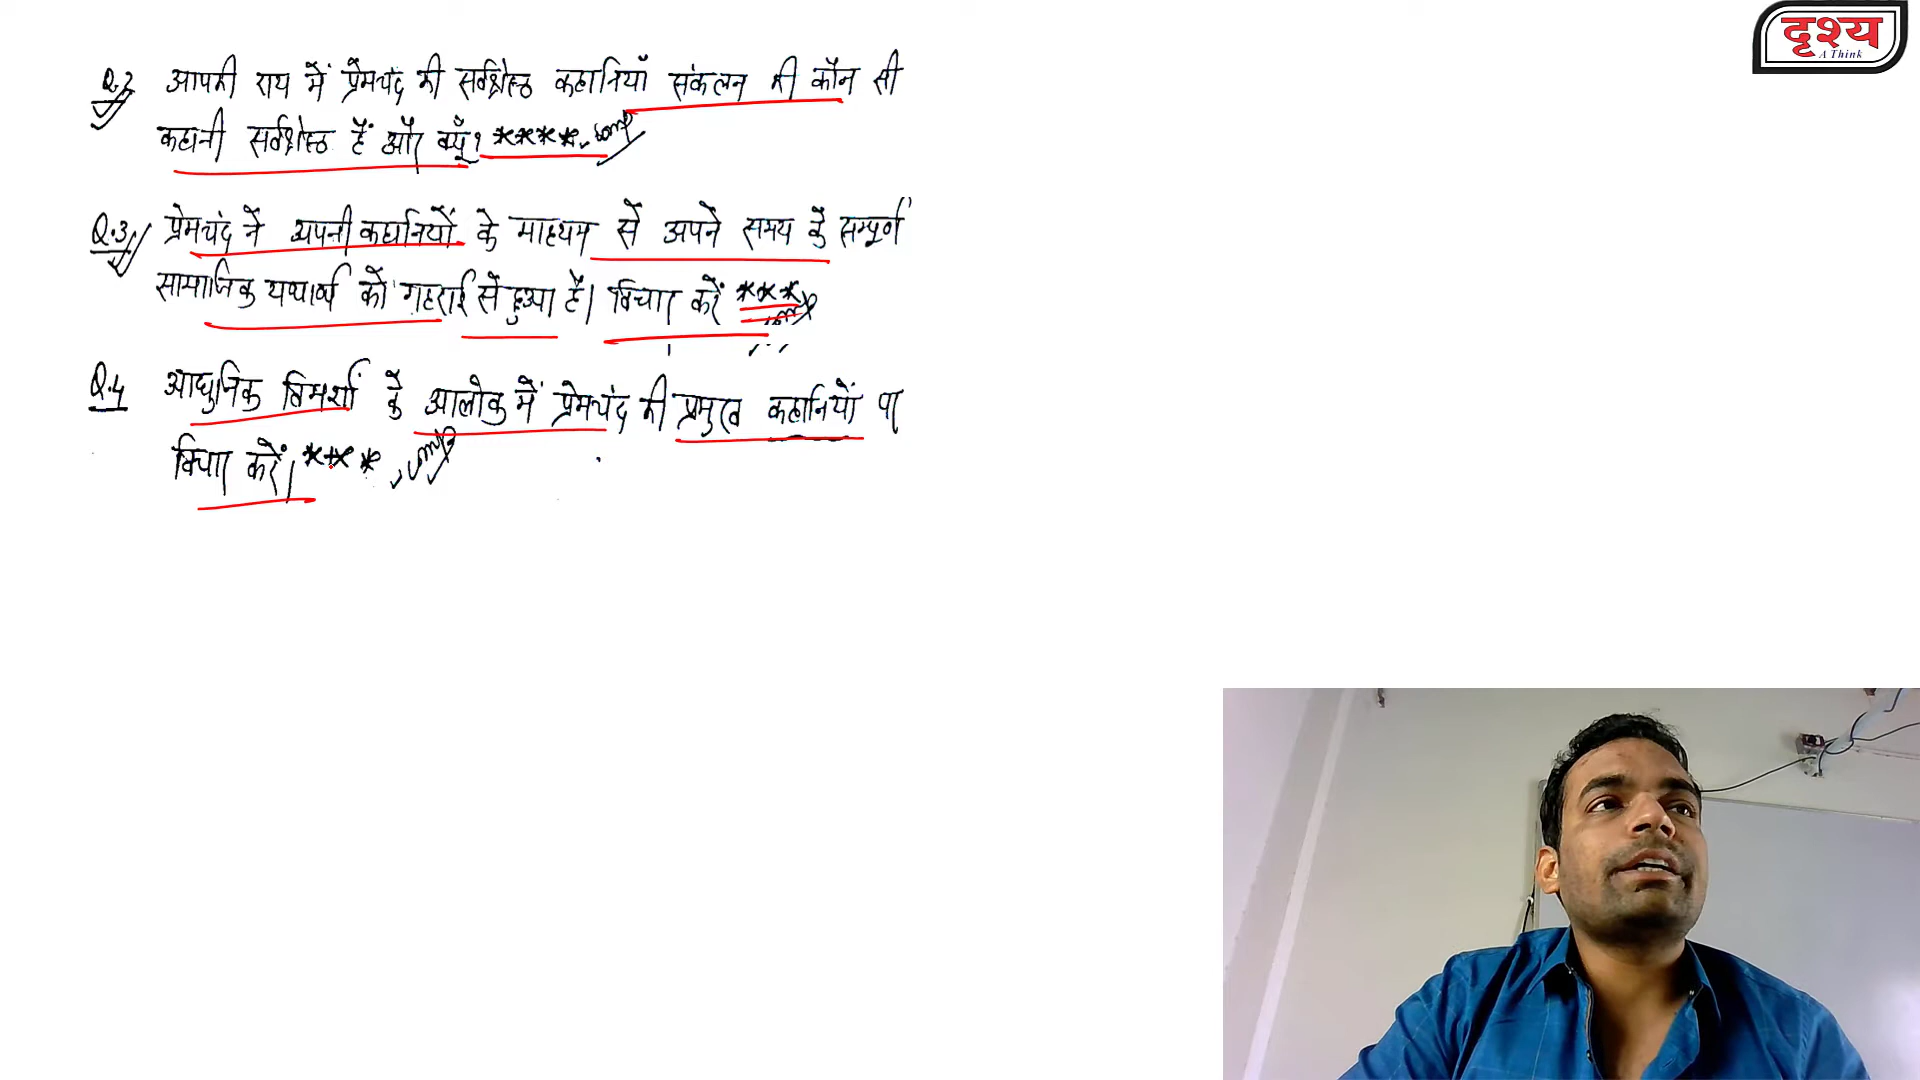 दृश्य
A Think
Q.2 आपकी राय में प्रेमचंद की सर्वश्रेष्ठ कहानियाँ संकलन की कौन सी
कहानी सर्वश्रेष्ठ हैं और क्यूँ? ****
Q.3 प्रेमचंद ने अपनी कहानियों के माध्यम से अपने समय के सम्पूर्ण
सामाजिक यथार्थ को गहराई से छुआ है। विचार करें ***
Q.4 आधुनिक विमर्शों के आलोक में प्रेमचंद की प्रमुख कहानियों पर
विचार करें। ***